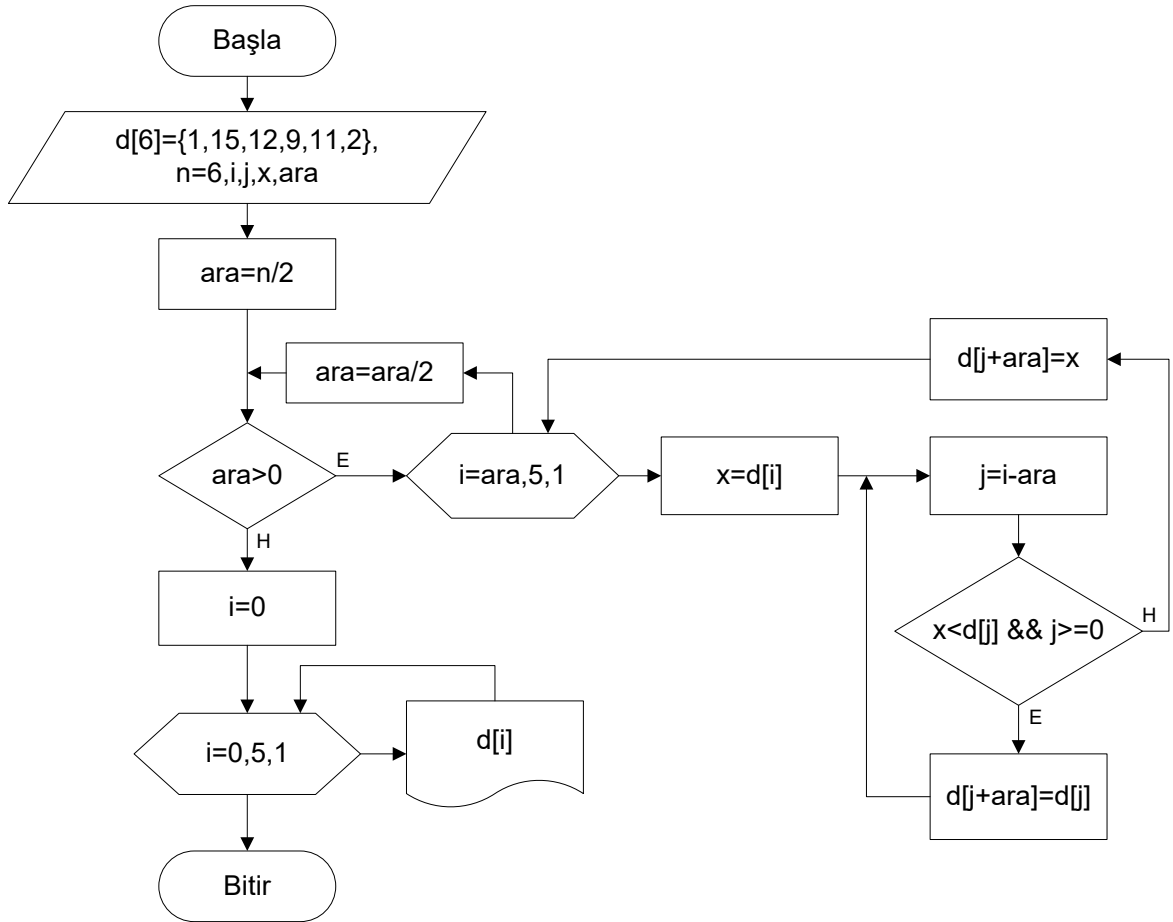 Başla
d[6]={1,15,12,9,11,2},
n=6,i,j,x,ara
ara=n/2
ara=ara/2
d[j+ara]=x
ara>0
E
i=ara,5,1
x=d[i]
j=i-ara
H
i=0
x<d[j] && j>=0
H
E
i=0,5,1
d[i]
d[j+ara]=d[j]
Bitir